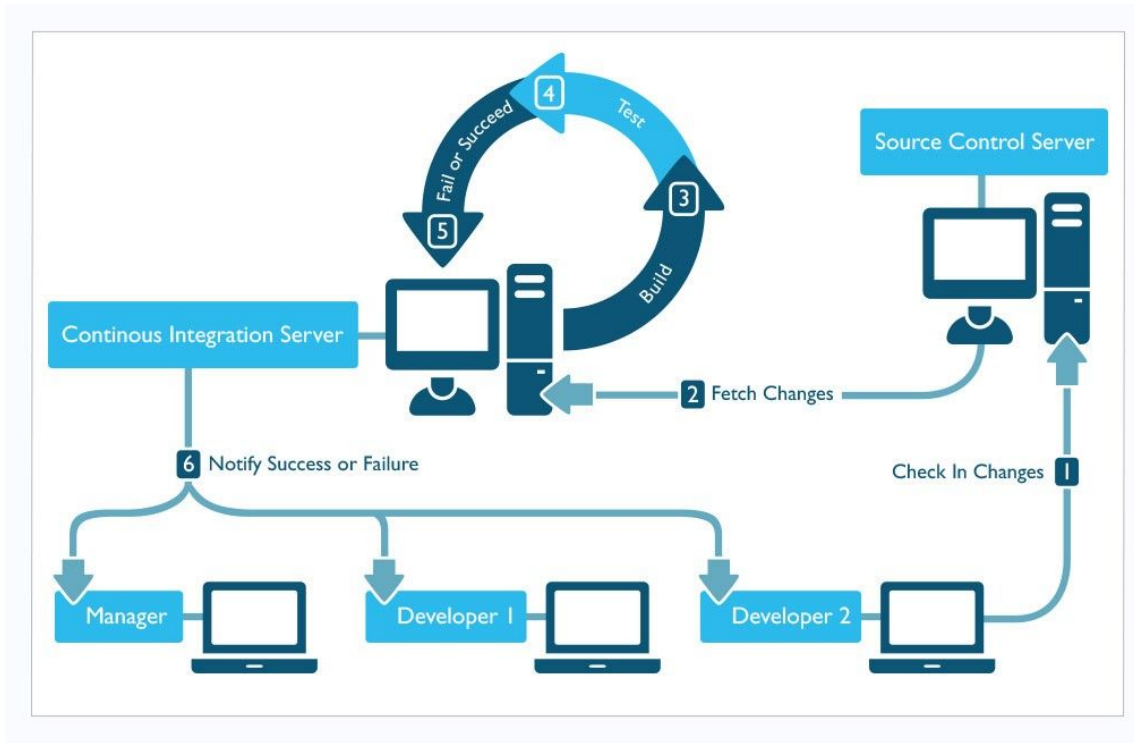 4
Test
Fail or Succeed
3
5
Build
Source Control Server
Continous Integration Server
2 Fetch Changes
6 Notify Success or Failure
Check In Changes 1
Manager
Developer 1
Developer 2